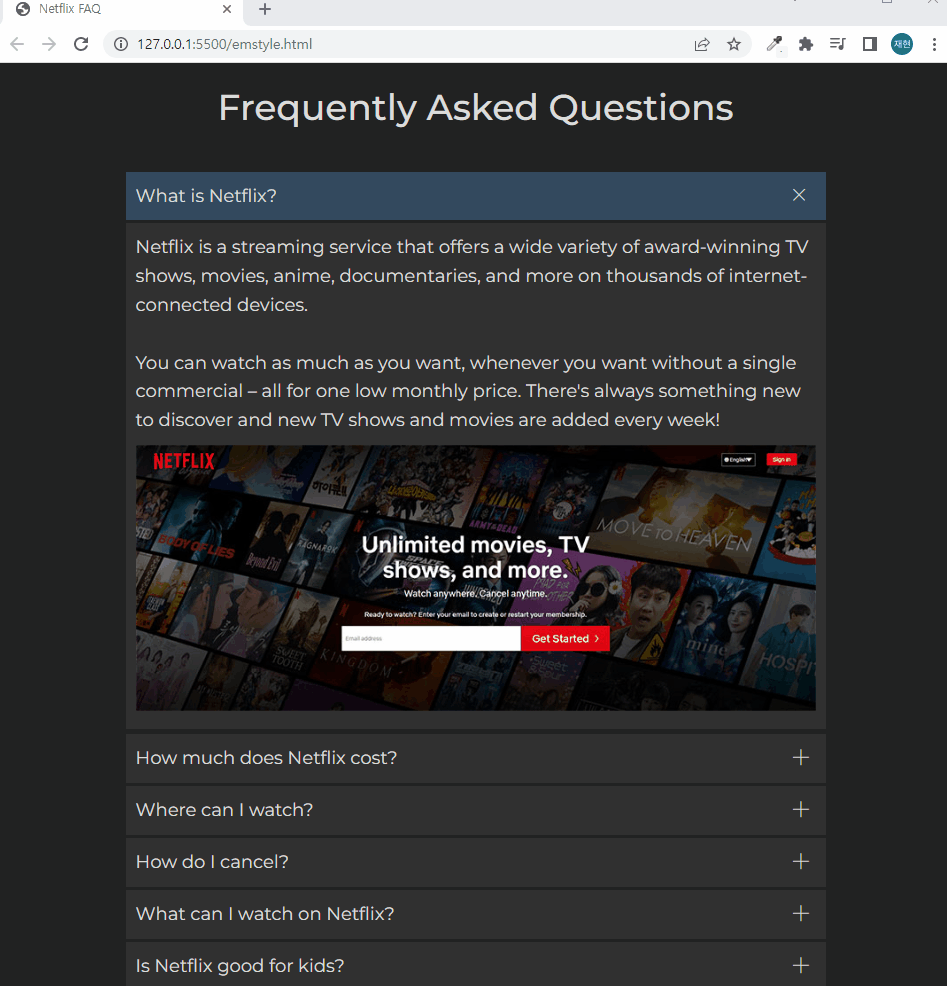 Netflix FAQ
127.0.0.1:5500/emstyle.html
재현
Frequently Asked Questions
What is Netflix?
Netflix is a streaming service that offers a wide variety of award-winning TV
shows, movies, anime, documentaries, and more on thousands of internet-
connected devices.
You can watch as much as you want, whenever you want without a single
commercial – all for one low monthly price. There's always something new
to discover and new TV shows and movies are added every week!
NETFLIX
English
Sign in
BODY OF LIES
Beyond Evil
RAGNAROK
ARMY OF THE DEAD
MOVE TO HEAVEN
Unlimited movies, TV
shows, and more.
Watch anywhere. Cancel anytime.
Ready to watch? Enter your email to create or restart your membership.
Email address
Get Started
SWEET
TOOTH
KINGDOM
mine
How much does Netflix cost?
Where can I watch?
How do I cancel?
What can I watch on Netflix?
Is Netflix good for kids?